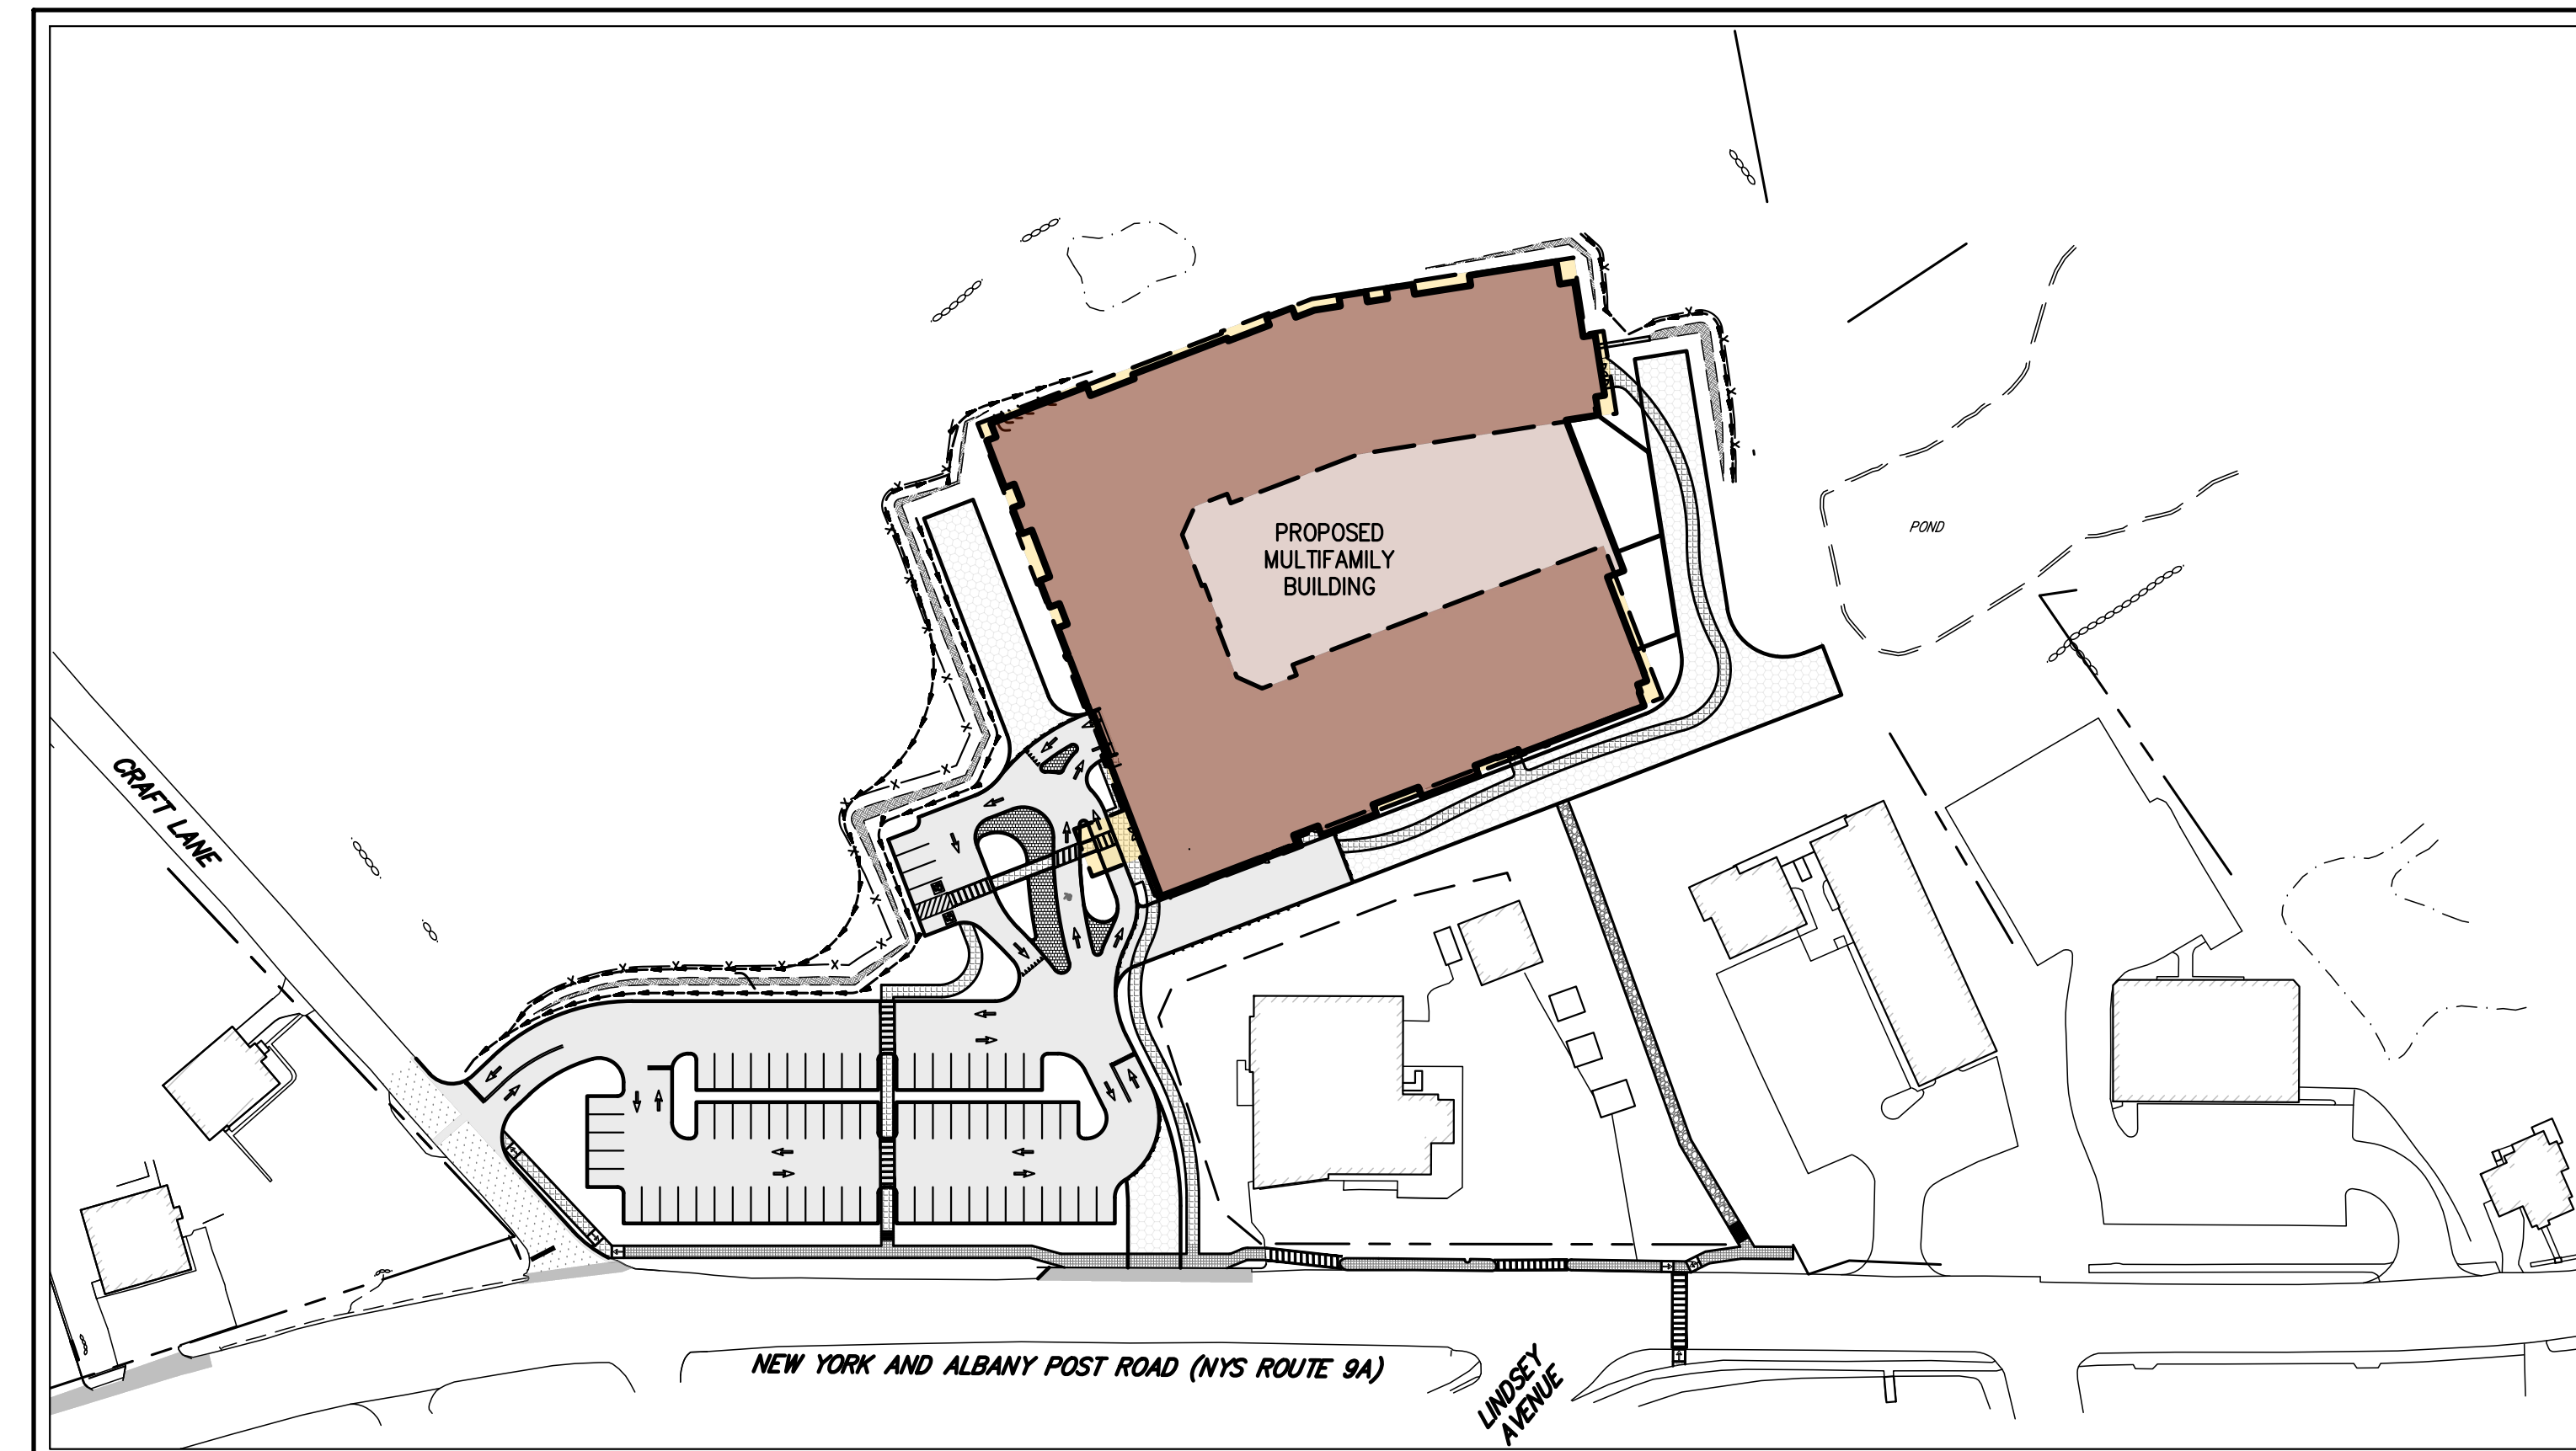 PROPOSED
MULTIFAMILY
BUILDING
POND
CRAFT LANE
NEW YORK AND ALBANY POST ROAD (NYS ROUTE 9A)
LINDSEY
AVENUE